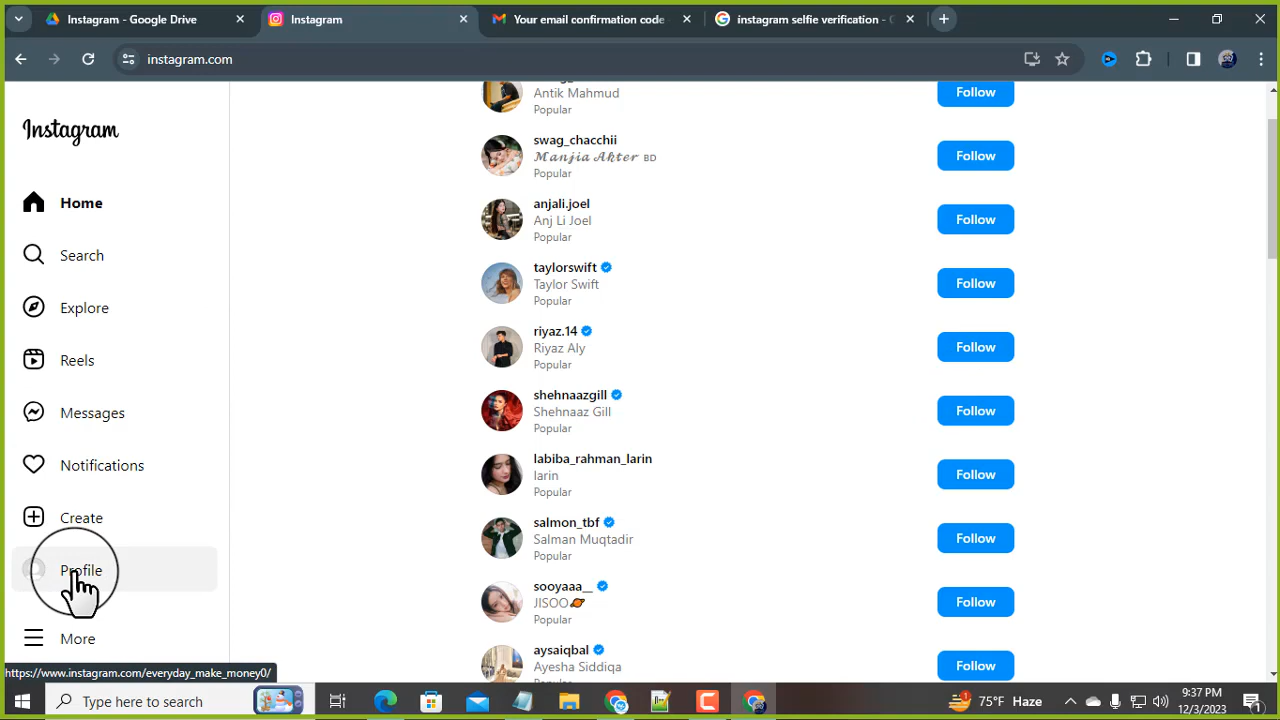 Instagram - Google Drive
Instagram
Your email confirmation code
instagram selfie verification -
instagram.com
Instagram
Home
Search
Explore
Reels
Messages
Notifications
Create
Profile
More
Antik Mahmud
Popular
Follow
swag_chacchii
𝓜𝓪𝓷𝓳𝓲𝓪 𝓐𝓴𝓽𝓮𝓻 BD
Popular
Follow
anjali.joel
Anj Li Joel
Popular
Follow
taylorswift
Taylor Swift
Popular
Follow
riyaz.14
Riyaz Aly
Popular
Follow
shehnaazgill
Shehnaaz Gill
Popular
Follow
labiba_rahman_larin
larin
Popular
Follow
salmon_tbf
Salman Muqtadir
Popular
Follow
sooyaaa__
JISOO🪐
Popular
Follow
aysaiqbal
Ayesha Siddiqa
Follow
https://www.instagram.com/everyday_make_money0/
Type here to search
75°F Haze
9:37 PM
12/3/2023
1